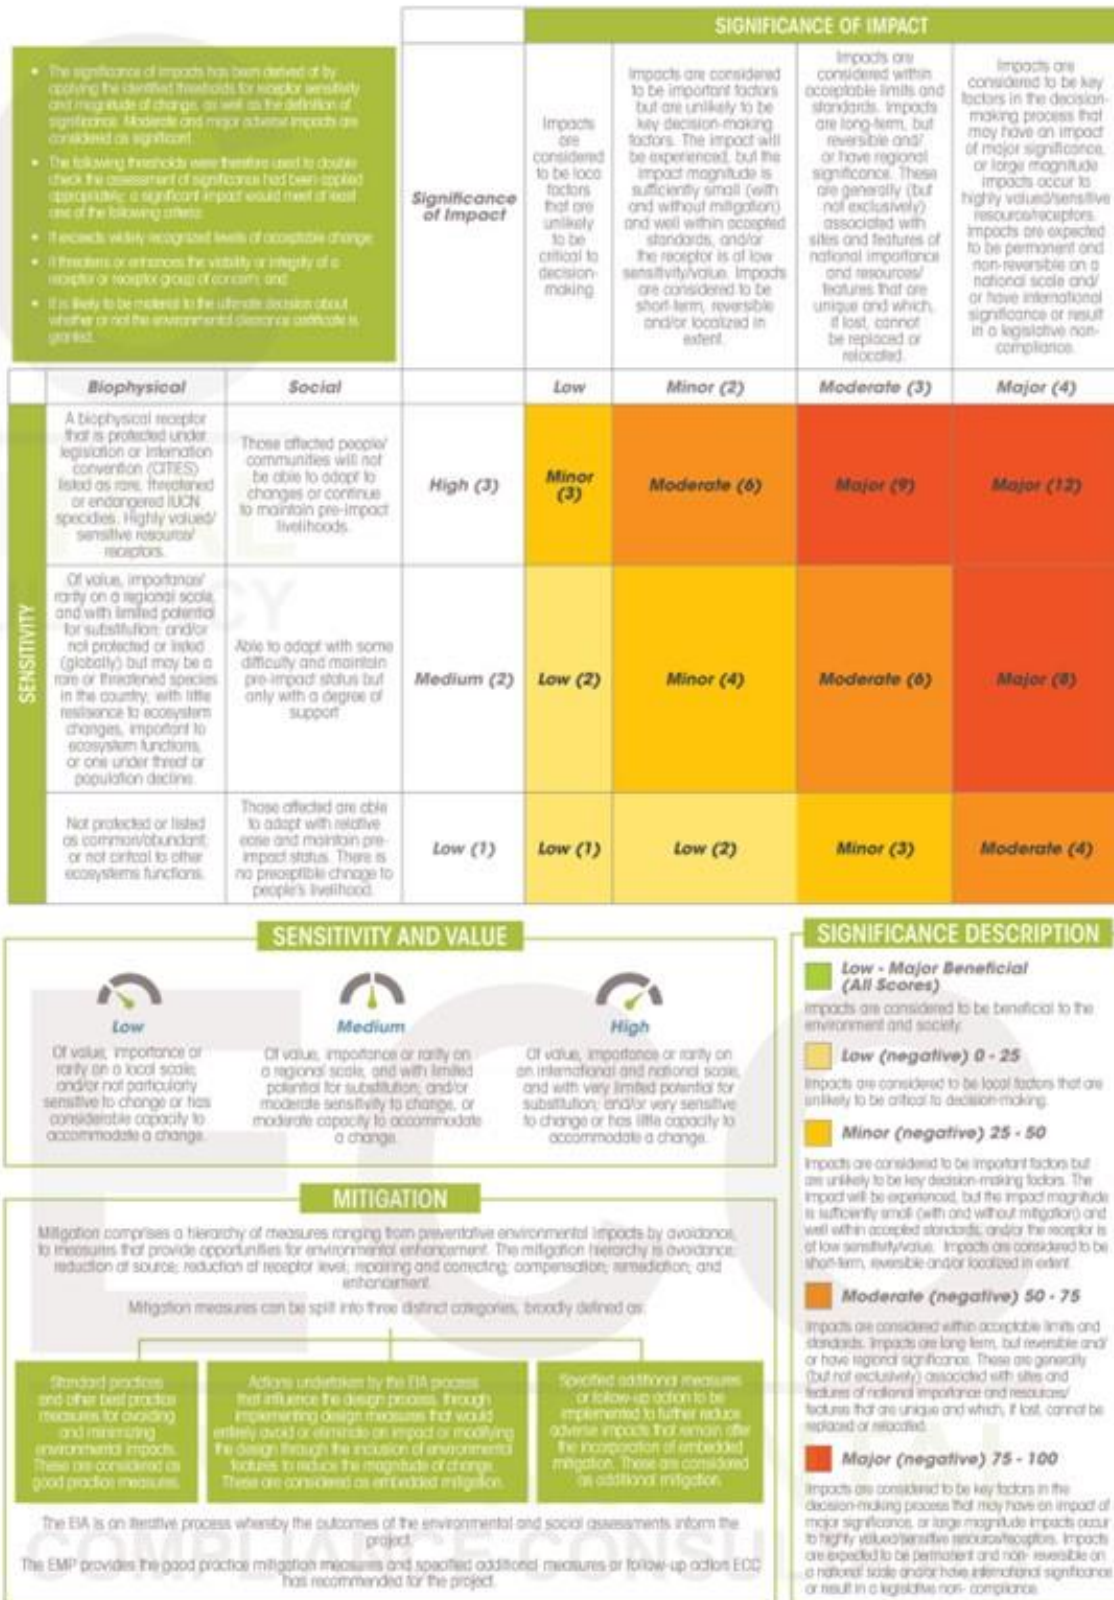 SIGNIFICANCE OF IMPACT
• The significance of impacts has been derived of by
applying the identified thresholds for receptor sensitivity
and magnitude of change, as well as the definition of
significance. Moderate and major adverse impacts are
considered as significant.
• The following thresholds were therefore used to double
check the assessment of significance had been applied
appropriately; a significant impact would meet at least
one of the following criteria:
• It exceeds widely recognized levels of acceptable change
• It threatens or enhances the viability or integrity of a
receptor or receptor group of concern; and
• It is likely to be material to the ultimate decision about
whether or not the environmental clearance certificate is
granted.
Significance
of Impact
Impacts
are
considered
to be local
factors
that are
unlikely
to be
critical to
decision-
making
Impacts are considered
to be important factors
but are unlikely to be
key decision-making
factors. The impact will
be experienced, but the
impact magnitude is
sufficiently small (with
and without mitigation)
and well within accepted
standards, and/or
the receptor is of low
sensitivity/value. Impacts
are considered to be
short-term, reversible
and/or localized in
extent.
Impacts are
considered within
acceptable limits and
standards. Impacts
are long-term, but
reversible and/
or have regional
significance. These
are generally (but
not exclusively)
associated with
sites and features of
national importance
and resources/
features that are
unique and which,
if lost, cannot
be replaced or
relocated.
Impacts are
considered to be key
factors in the decision-
making process that
may have an impact
of major significance,
or large magnitude
impacts occur to
highly valued/sensitive
resource/receptors.
Impacts are expected
to be permanent and
non-reversible on a
national scale and/
or have international
significance or result
in a legislative non-
compliance.
Biophysical
Social
Low
Minor (2)
Moderate (3)
Major (4)
SENSITIVITY
A biophysical receptor
that is protected under
legislation or internation
convention (CITES)
listed as rare, threatened
or endangered IUCN
specidies. Highly valued/
sensitive resource/
receptors.
Those affected people/
communities will not
be able to adapt to
changes or continue
to maintain pre-impact
livelihoods.
High (3)
Minor
(3)
Moderate (6)
Major (9)
Major (12)
Of value, importance/
rarity on a regional scale,
and with limited potential
for substitution; and/or
not protected or listed
(globally) but may be a
rare or threatened species
in the country; with little
resilience to ecosystem
changes, important to
ecosystem functions,
or one under threat or
population decline.
Able to adapt with some
difficulty and maintain
pre-impact status but
only with a degree of
support
Medium (2)
Low (2)
Minor (4)
Moderate (6)
Major (8)
Not protected or listed
as common/abundant;
or not critical to other
ecosystems functions.
Those affected are able
to adapt with relative
ease and maintain pre-
impact status. There is
no preceptible chnage to
people's livelihood.
Low (1)
Low (1)
Low (2)
Minor (3)
Moderate (4)
SENSITIVITY AND VALUE
Low
Of value, importance or
rarity on a local scale;
and/or not particularly
sensitive to change or has
considerable capacity to
accommodate a change.
Medium
Of value, importance or rarity on
a regional scale, and with limited
potential for substitution; and/or
moderate sensitivity to change, or
moderate capacity to accommodate
a change.
High
Of value, importance or rarity on
an international and national scale,
and with very limited potential for
substitution; and/or very sensitive
to change or has little capacity to
accommodate a change.
MITIGATION
Mitigation comprises a hierarchy of measures ranging from preventative environmental impacts by avoidance,
to measures that provide opportunities for environmental enhancement. The mitigation hierarchy is avoidance;
reduction at source; reduction at receptor level; repairing and correcting; compensation; remediation; and
enhancement.
Mitigation measures can be split into three distinct categories, broadly defined as:
Standard practices
and other best practice
measures for avoiding
and minimizing
environmental impacts.
These are considered as
good practice measures.
Actions undertaken by the EIA process
that influence the design process, through
implementing design measures that would
entirely avoid or eliminate an impact or modifying
the design through the inclusion of environmental
features to reduce the magnitude of change.
These are considered as embedded mitigation.
Specified additional measures
or follow-up action to be
implemented to further reduce
adverse impacts that remain after
the incorporation of embedded
mitigation. These are considered
as additional mitigation.
The EIA is an iterative process whereby the outcomes of the environmental and social assessments inform the
project.
The EMP provides the good practice mitigation measures and specified additional measures or follow-up action ECC
has recommended for the project.
SIGNIFICANCE DESCRIPTION
Low - Major Beneficial
(All Scores)
Impacts are considered to be beneficial to the
environment and society.
Low (negative) 0 - 25
Impacts are considered to be local factors that are
unlikely to be critical to decision-making.
Minor (negative) 25 - 50
Impacts are considered to be important factors but
are unlikely to be key decision-making factors. The
impact will be experienced, but the impact magnitude
is sufficiently small (with and without mitigation) and
well within accepted standards, and/or the receptor is
of low sensitivity/value. Impacts are considered to be
short-term, reversible and/or localized in extent.
Moderate (negative) 50 - 75
Impacts are considered within acceptable limits and
standards. Impacts are long-term, but reversible and/
or have regional significance. These are generally
(but not exclusively) associated with sites and
features of national importance and resources/
features that are unique and which, if lost, cannot be
replaced or relocated.
Major (negative) 75 - 100
Impacts are considered to be key factors in the
decision-making process that may have an impact of
major significance, or large magnitude impacts occur
to highly valued/sensitive resource/receptors. Impacts
are expected to be permanent and non- reversible on
a national scale and/or have international significance
or result in a legislative non- compliance.
ECC
COMPLIANCE CONSU